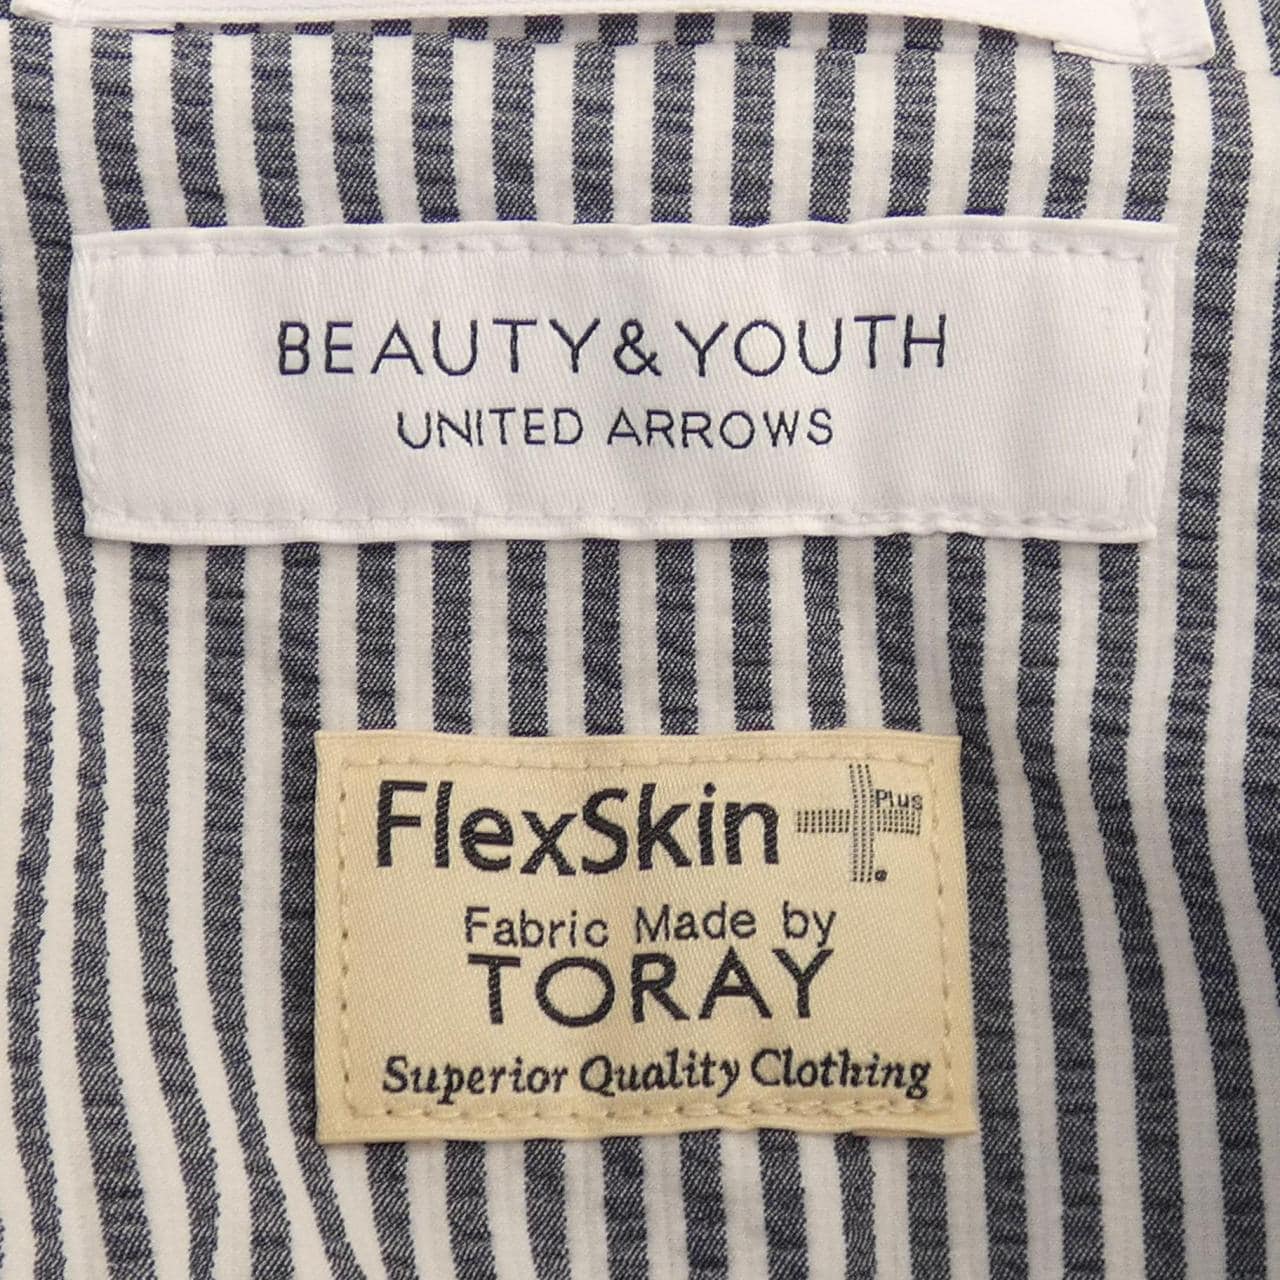 BEAUTY&YOUTH
UNITED ARROWS
FlexSkin Plus
Fabric Made by
TORAY
Superior Quality Clothing